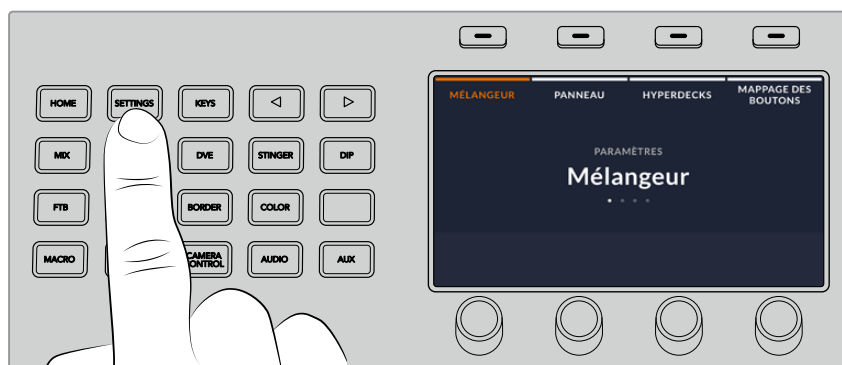 HOME SETTINGS KEYS
MIX DVE STINGER DIP
FTB BORDER COLOR
MACRO CAMERA CONTROL AUDIO AUX
MÉLANGEUR PANNEAU HYPERDECKS MAPPAGE DES
BOUTONS
PARAMÈTRES
Mélangeur